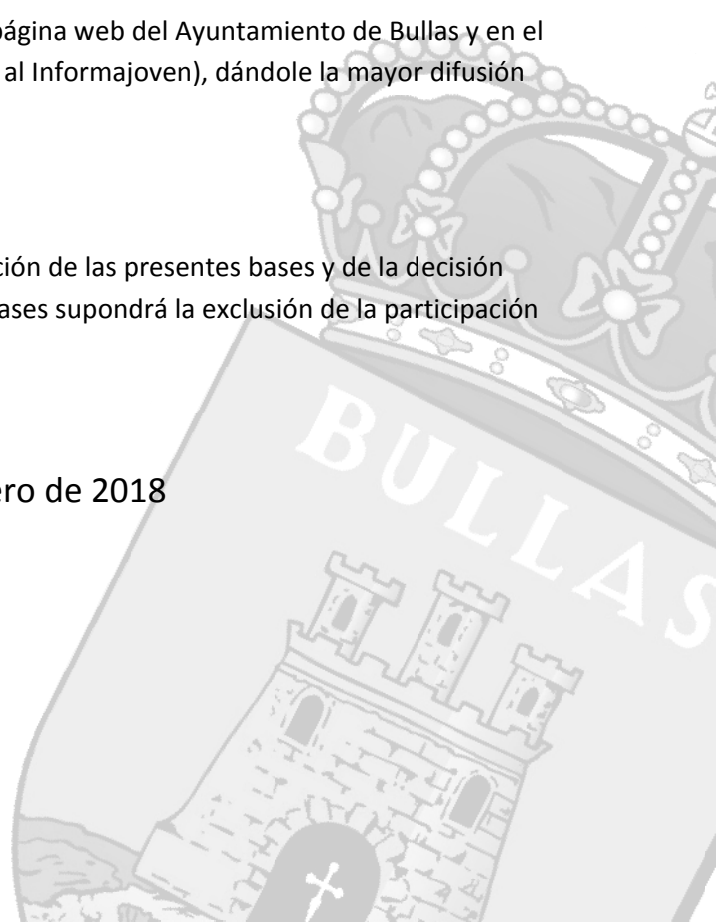 página web del Ayuntamiento de Bullas y en el
al Informajoven), dándole la mayor difusión
ción de las presentes bases y de la decisión
ases supondrá la exclusión de la participación
ero de 2018
BULLAS